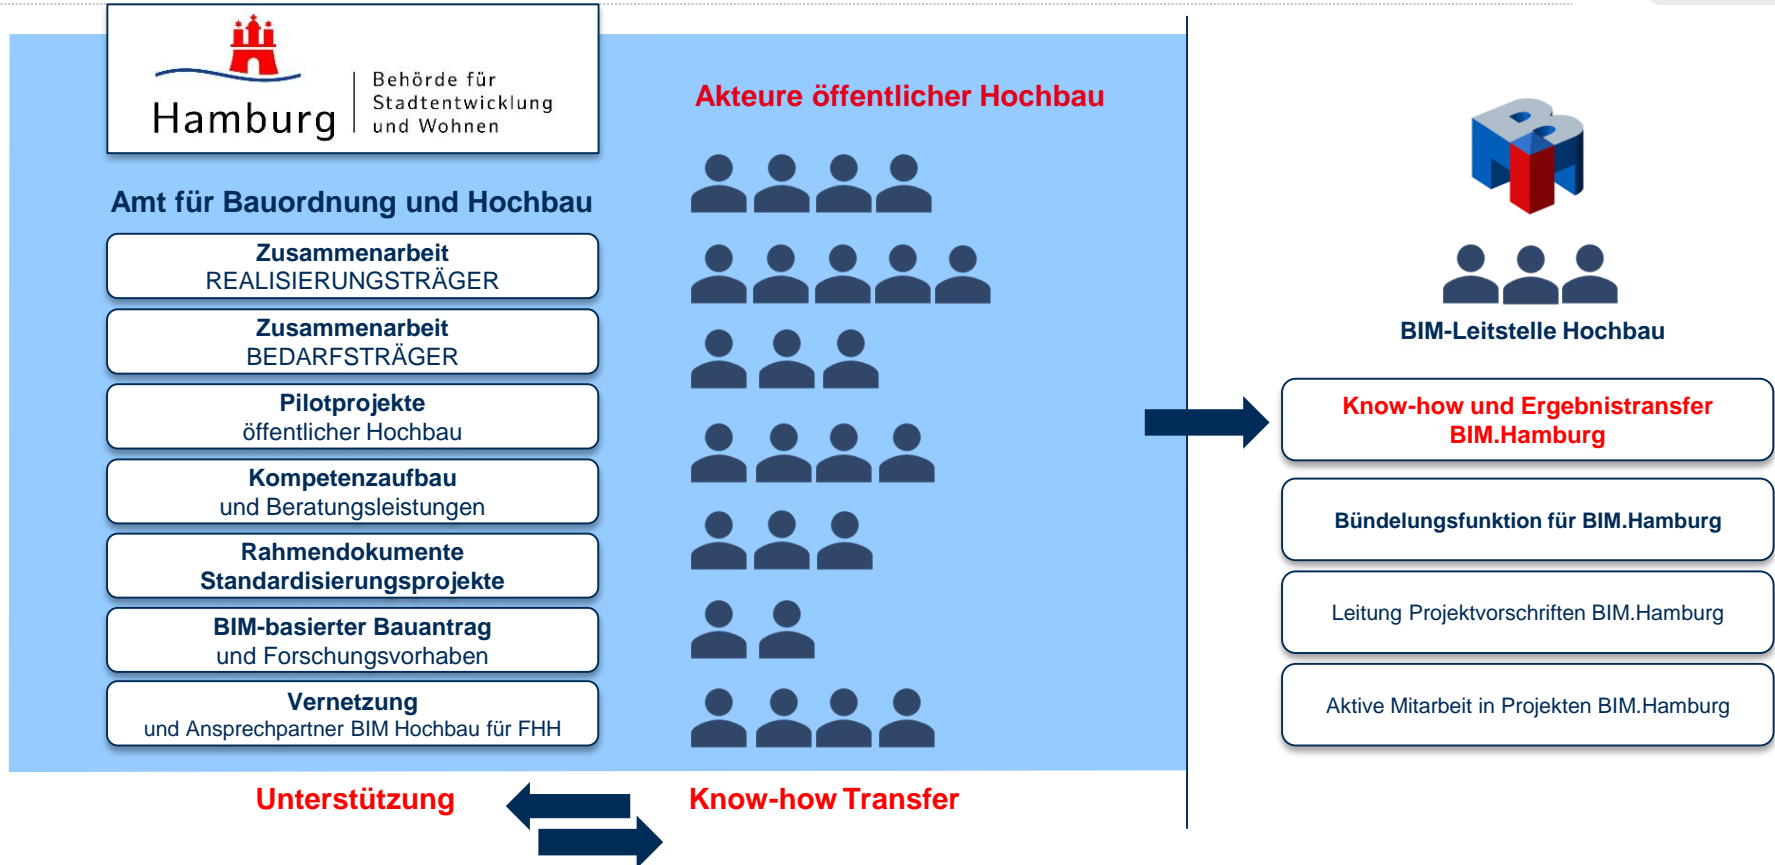 Hamburg
Behörde für
Stadtentwicklung
und Wohnen
Amt für Bauordnung und Hochbau
Zusammenarbeit
REALISIERUNGSTRÄGER
Zusammenarbeit
BEDARFSTRÄGER
Pilotprojekte
öffentlicher Hochbau
Kompetenzaufbau
und Beratungsleistungen
Rahmendokumente
Standardisierungsprojekte
BIM-basierter Bauantrag
und Forschungsvorhaben
Vernetzung
und Ansprechpartner BIM Hochbau für FHH
Unterstützung
Akteure öffentlicher Hochbau
Know-how Transfer
BIM
BIM-Leitstelle Hochbau
Know-how und Ergebnistransfer
BIM.Hamburg
Bündelungsfunktion für BIM.Hamburg
Leitung Projektvorschriften BIM.Hamburg
Aktive Mitarbeit in Projekten BIM.Hamburg